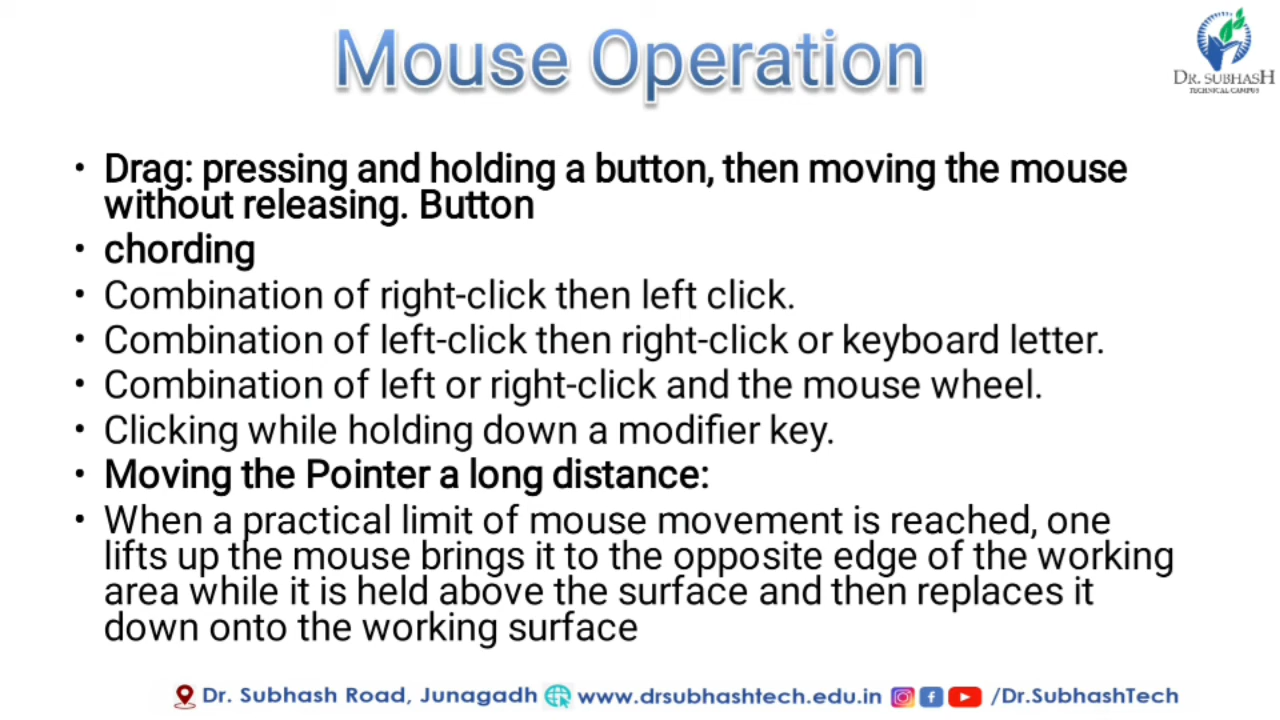 Mouse Operation
DR. SUBHASH
TECHNICAL CAMPUS
• Drag: pressing and holding a button, then moving the mouse
without releasing. Button
• chording
• Combination of right-click then left click.
• Combination of left-click then right-click or keyboard letter.
• Combination of left or right-click and the mouse wheel.
• Clicking while holding down a modifier key.
• Moving the Pointer a long distance:
• When a practical limit of mouse movement is reached, one
lifts up the mouse brings it to the opposite edge of the working
area while it is held above the surface and then replaces it
down onto the working surface
Dr. Subhash Road, Junagadh www.drsubhashtech.edu.in /Dr.SubhashTech